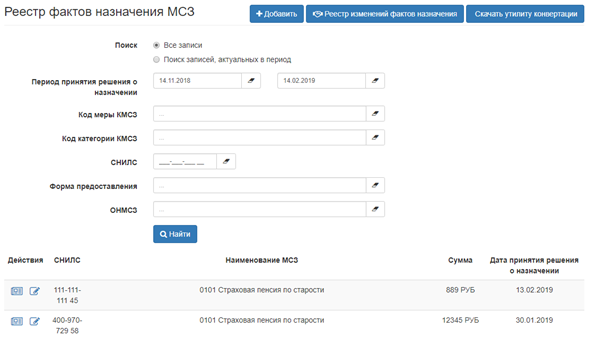 Реестр фактов назначения МСЗ
+ Добавить
Реестр изменений фактов назначения
Скачать утилиту конвертации
Поиск
Все записи
Поиск записей, актуальных в период
Период принятия решения о
назначении
14.11.2018
14.02.2019
Код меры КМСЗ
...
Код категории КМСЗ
...
СНИЛС
___-___-___ __
Форма предоставления
...
ОНМСЗ
...
Найти
Действия СНИЛС Наименование МСЗ Сумма Дата принятия решения
о назначении
111-111- 0101 Страховая пенсия по старости 889 РУБ 13.02.2019
111 45
400-970- 0101 Страховая пенсия по старости 12345 РУБ 30.01.2019
729 58